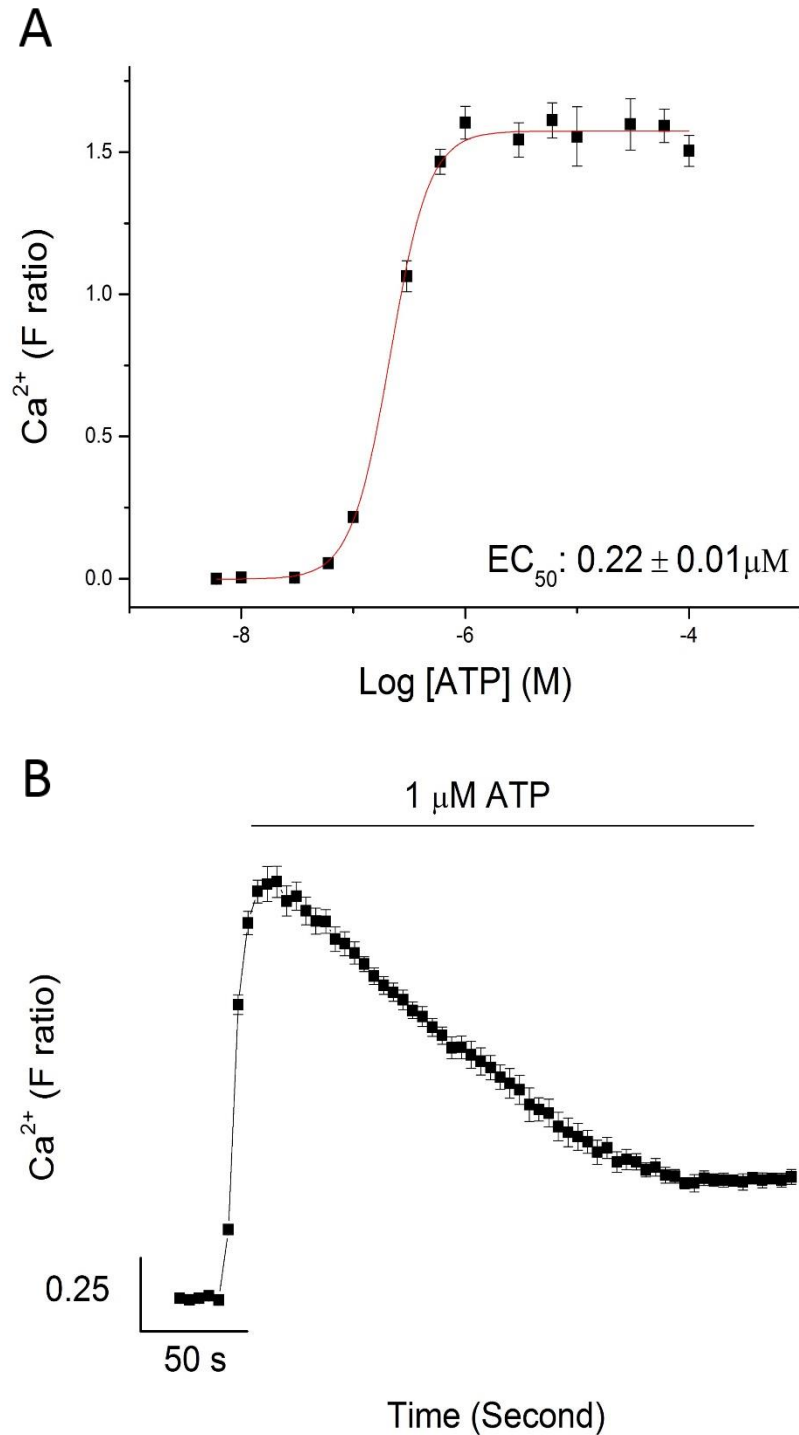 A
Ca²⁺ (F ratio)
1.5
1.0
0.5
0.0
EC₅₀: 0.22 ± 0.01μM
-8
-6
-4
Log [ATP] (M)
B
1 μM ATP
Ca²⁺ (F ratio)
0.25
50 s
Time (Second)